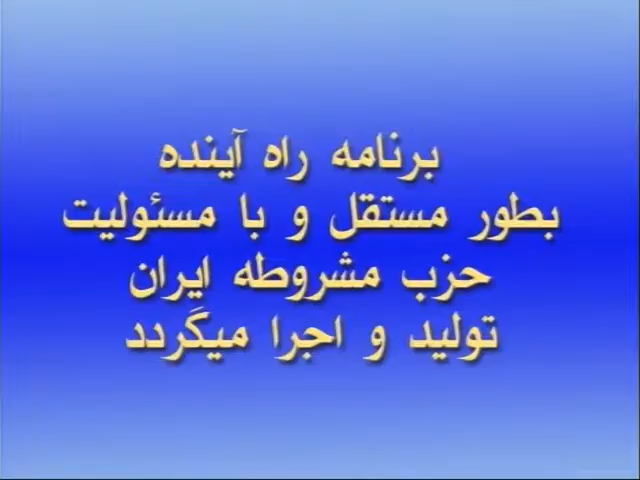 برنامه راه آینده
بطور مستقل و با مسئولیت
حزب مشروطه ایران
تولید و اجرا میگردد